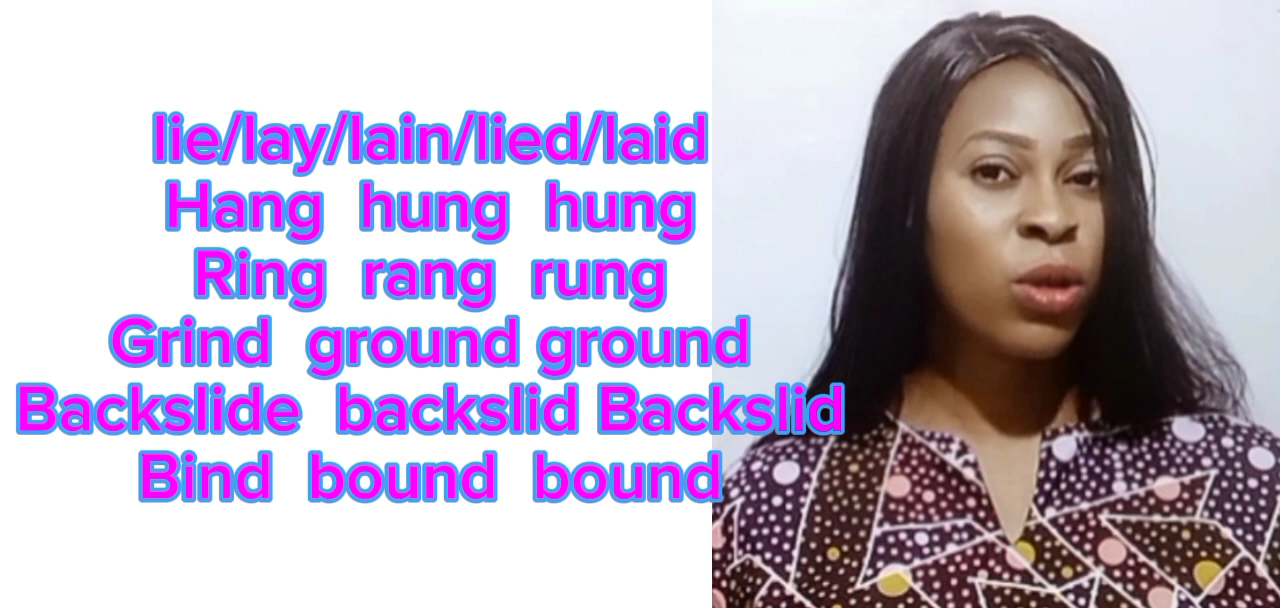 lie/lay/lain/lied/laid
Hang hung hung
Ring rang rung
Grind ground ground
Backslide backslid Backslid
Bind bound bound